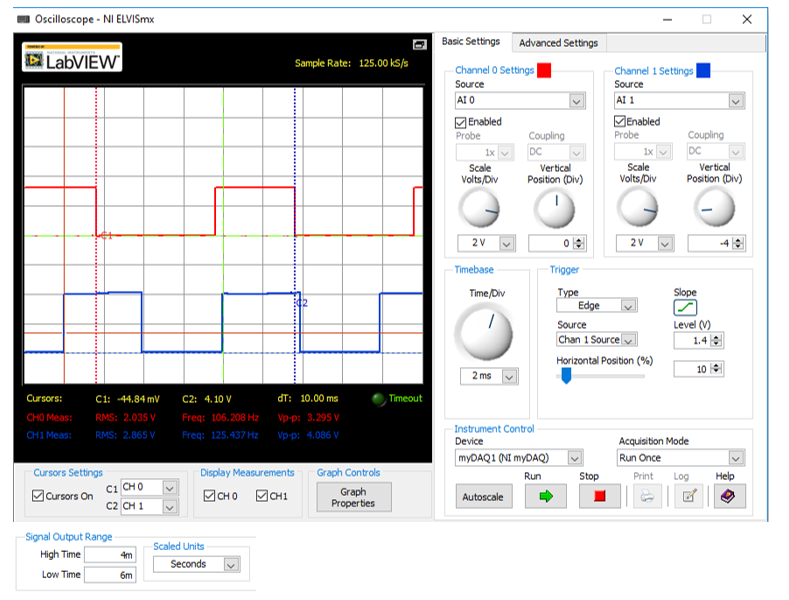 Oscilloscope - NI ELVISmx
LabVIEW™
Sample Rate: 125.00 kS/s
C1
C2
Cursors: C1: -44.84 mV C2: 4.10 V dT: 10.00 ms Timeout
CH0 Meas: RMS: 2.035 V Freq: 106.208 Hz Vp-p: 3.295 V
CH1 Meas: RMS: 2.865 V Freq: 125.437 Hz Vp-p: 4.086 V
Cursors Settings
Cursors On
C1 CH 0
C2 CH 1
Display Measurements
CH 0 CH1
Graph Controls
Graph
Properties
Basic Settings Advanced Settings
Channel 0 Settings
Source
AI 0
Enabled
Probe Coupling
1x DC
Scale Vertical
Volts/Div Position (Div)
2 V 0
Channel 1 Settings
Source
AI 1
Enabled
Probe Coupling
1x DC
Scale Vertical
Volts/Div Position (Div)
2 V -4
Timebase
Time/Div
2 ms
Trigger
Type Slope
Edge
Source Level (V)
Chan 1 Source 1.4
Horizontal Position (%)
10
Instrument Control
Device Acquisition Mode
myDAQ1 (NI myDAQ) Run Once
Run Stop Print Log Help
Autoscale
Signal Output Range
High Time 4m
Low Time 6m
Scaled Units
Seconds